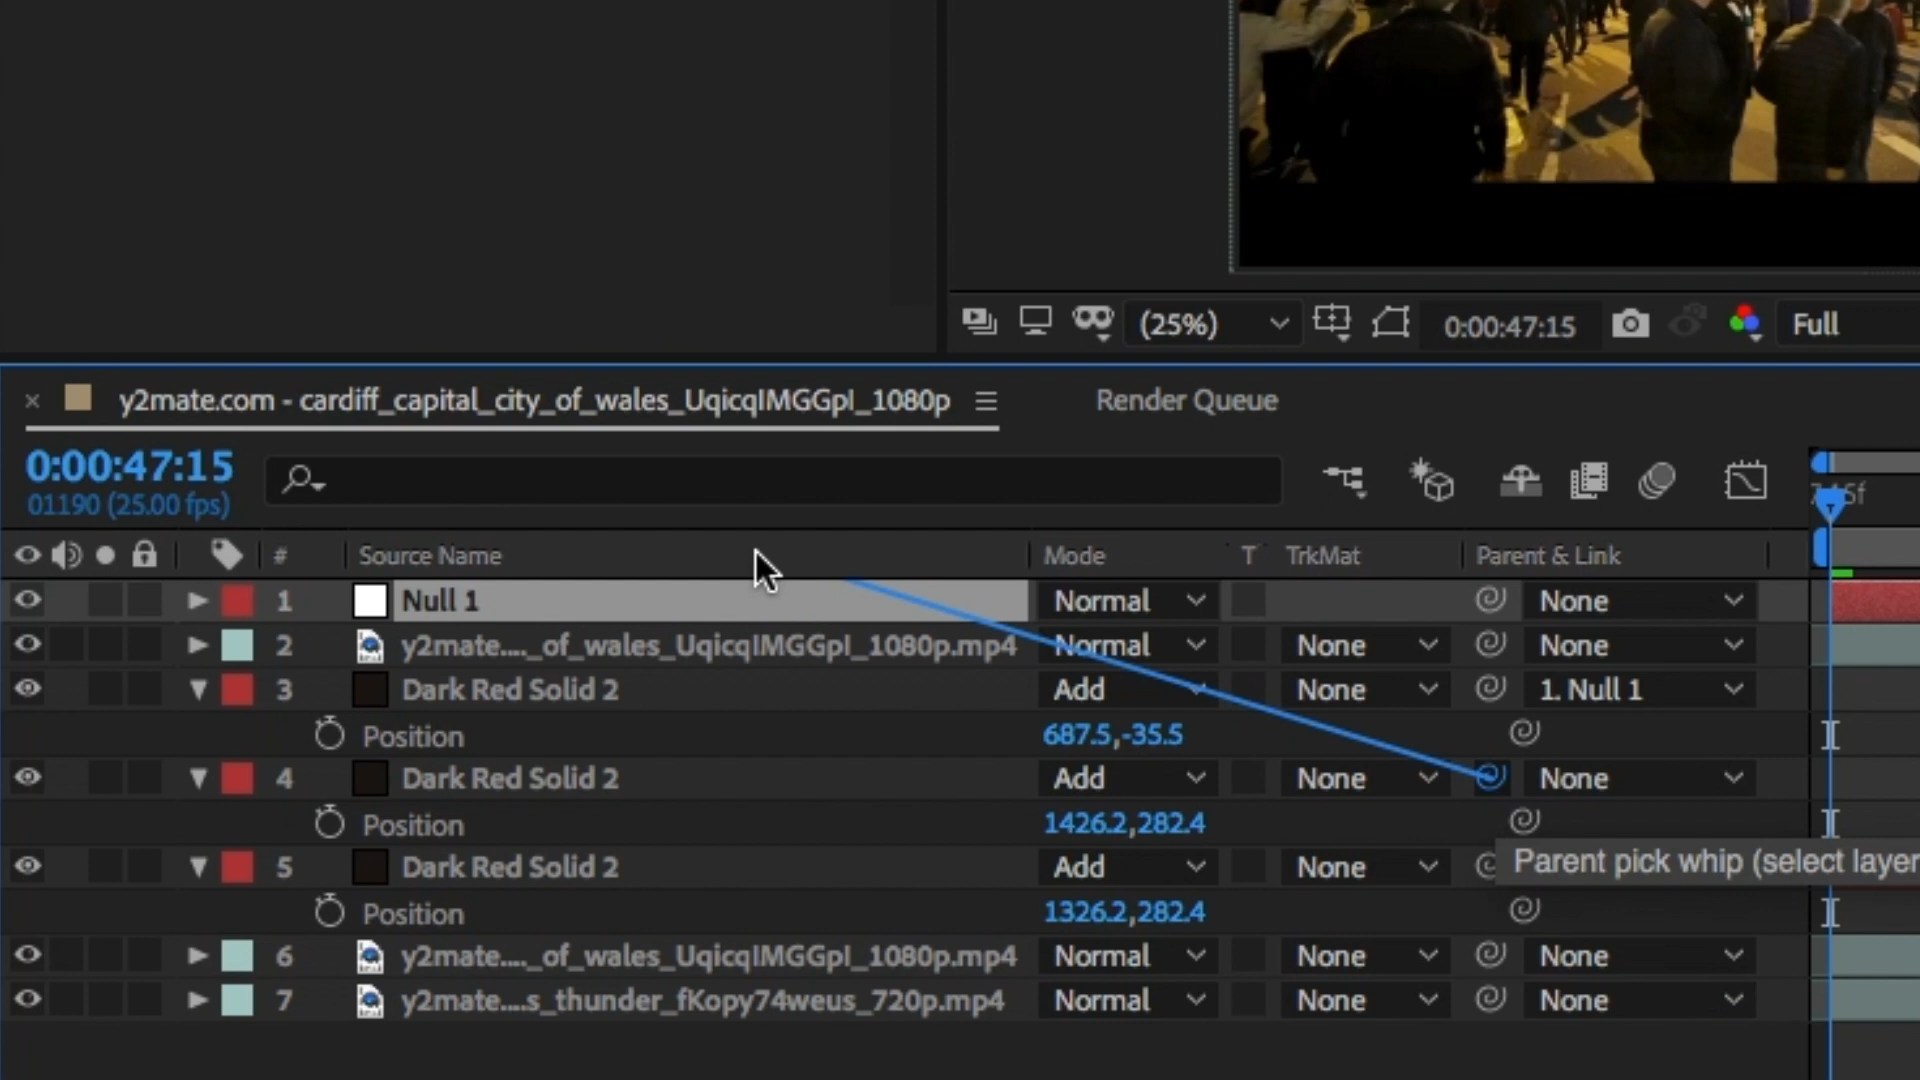 (25%) 0:00:47:15 Full
× y2mate.com - cardiff_capital_city_of_wales_UqicqIMGGpI_1080p Render Queue
0:00:47:15
01190 (25.00 fps)
# Source Name Mode T TrkMat Parent & Link
1 Null 1 Normal None
2 y2mate...._of_wales_UqicqIMGGpI_1080p.mp4 Normal None None
3 Dark Red Solid 2 Add None 1. Null 1
Position 687.5,-35.5
4 Dark Red Solid 2 Add None None
Position 1426.2,282.4
5 Dark Red Solid 2 Add None Parent pick whip (select layer
Position 1326.2,282.4
6 y2mate...._of_wales_UqicqIMGGpI_1080p.mp4 Normal None None
7 y2mate....s_thunder_fKopy74weus_720p.mp4 Normal None None